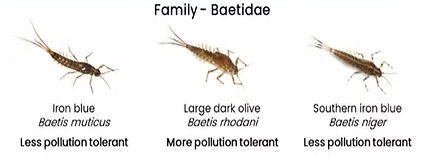 Family - Baetidae
Iron blue
Baetis muticus
Less pollution tolerant
Large dark olive
Baetis rhodani
More pollution tolerant
Southern iron blue
Baetis niger
Less pollution tolerant